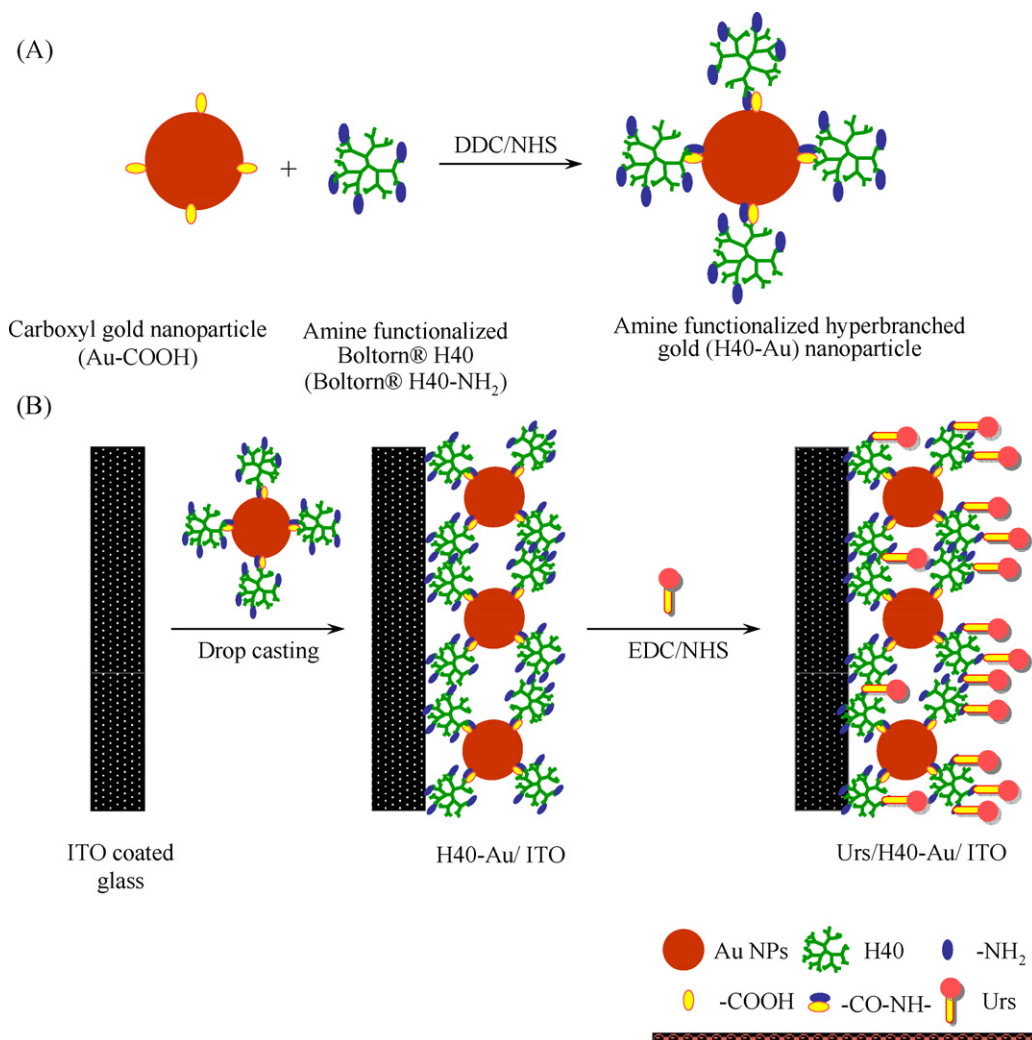 (A)
+
DDC/NHS
Carboxyl gold nanoparticle
(Au-COOH)
Amine functionalized
Boltorn® H40
(Boltorn® H40-NH₂)
Amine functionalized hyperbranched
gold (H40-Au) nanoparticle
(B)
Drop casting
EDC/NHS
ITO coated
glass
H40-Au/ ITO
Urs/H40-Au/ ITO
Au NPs
H40
-NH₂
-COOH
-CO-NH-
Urs